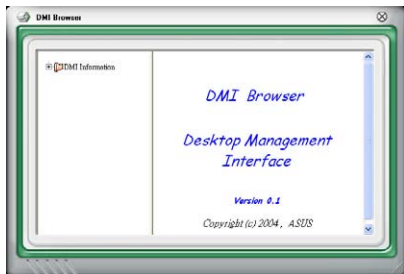 DMI Browser
DMI Information
DMI Browser
Desktop Management
Interface
Version 0.1
Copyright (c) 2004, ASUS